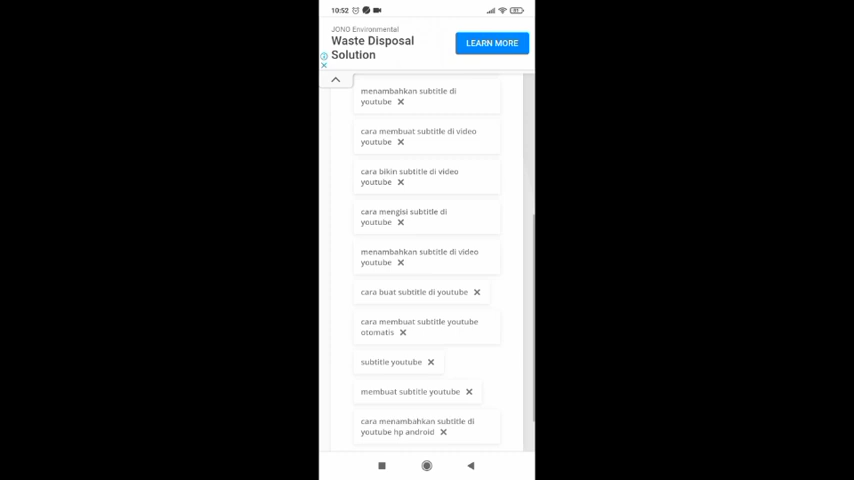 10:52
JONO Environmental
Waste Disposal
Solution
LEARN MORE
menambahkan subtitle di
youtube ✕
cara membuat subtitle di video
youtube ✕
cara bikin subtitle di video
youtube ✕
cara mengisi subtitle di
youtube ✕
menambahkan subtitle di video
youtube ✕
cara buat subtitle di youtube ✕
cara membuat subtitle youtube
otomatis ✕
subtitle youtube ✕
membuat subtitle youtube ✕
cara menambahkan subtitle di
youtube hp android ✕